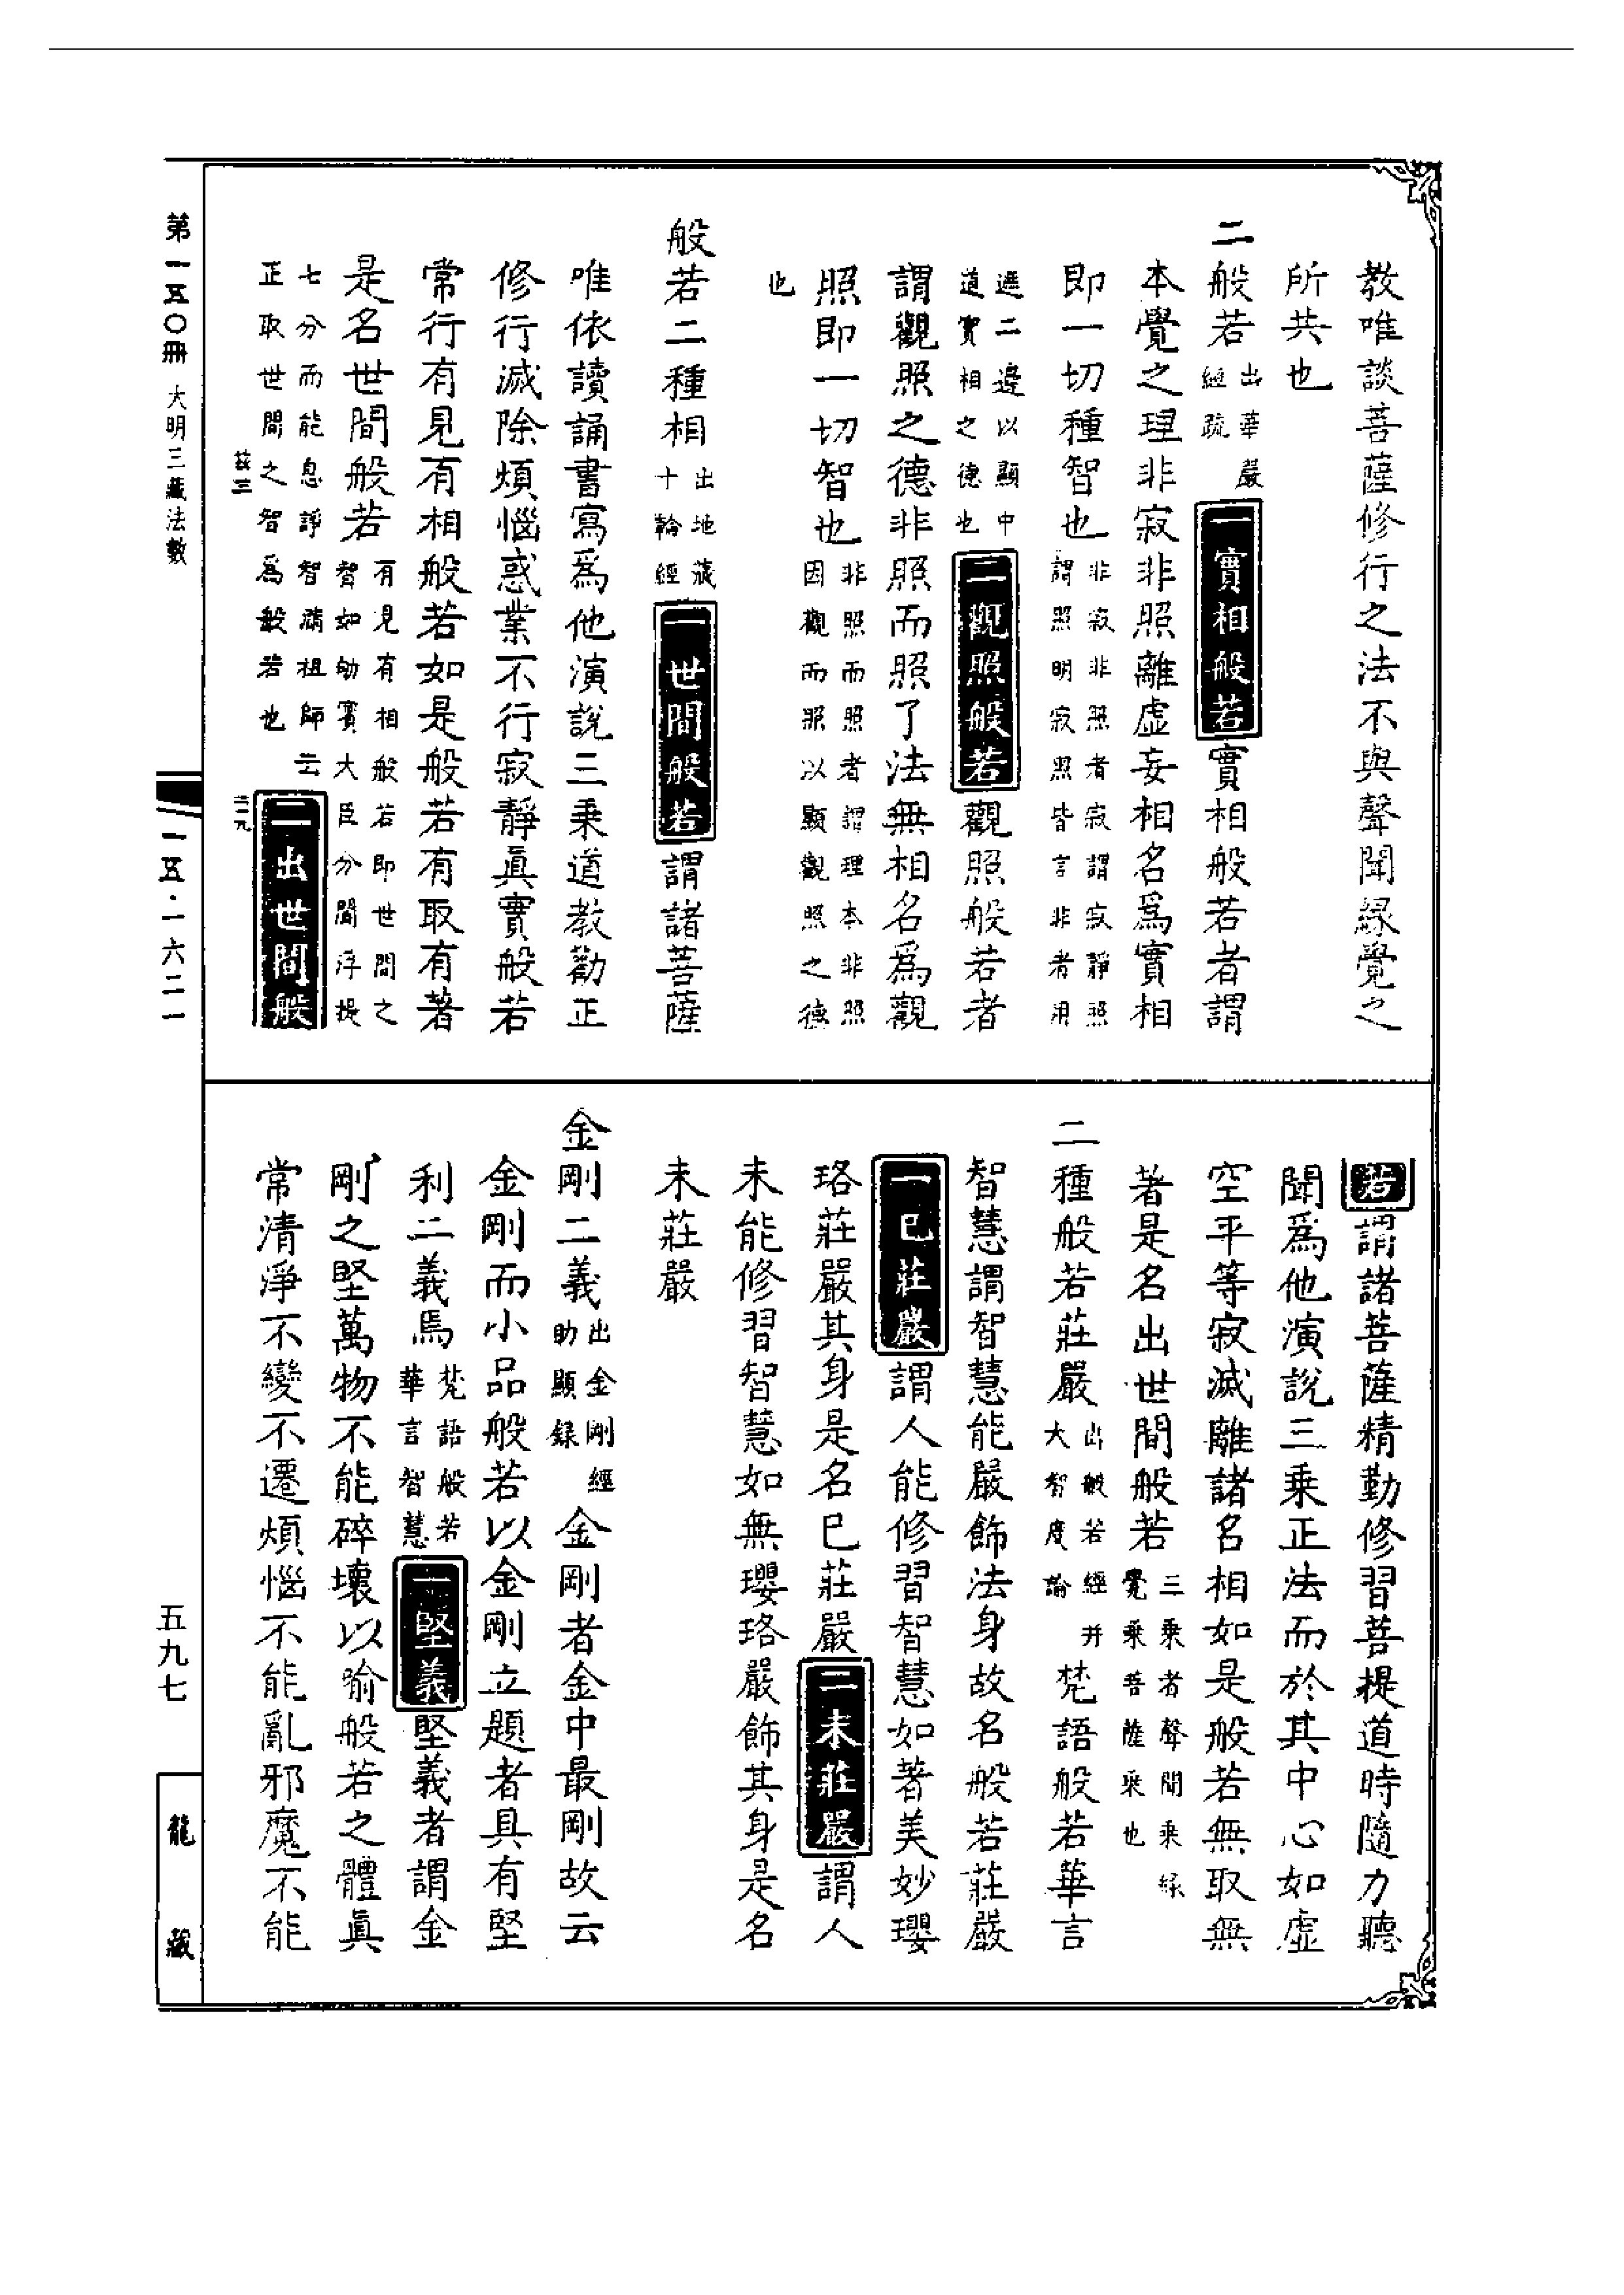 教唯談菩薩修行之法不與聲聞緣覺之
所共也
二般若出華嚴經疏一實相般若實相般若者謂
本覺之理非寂非照離虛妄相名爲實相
即一切種智也非寂非照者寂謂寂靜照謂照明寂照皆言非者用
遮二邊以顯中道實相之德也二觀照般若觀照般若者
謂觀照之德非照而照了法無相名爲觀
照即一切智也非照而照者謂理本非照因觀而照以顯觀照之德
也
般若二種相出地藏十輪經一世間般若謂諸菩薩
唯依讀誦書寫爲他演說三乘道教勸正
修行滅除煩惱惑業不行寂靜眞實般若
常行有見有相般若如是般若有取有著
是名世間般若有見有相般若即世間之智如劫賓大臣分閻浮提
七分而能息諍智藏祖師云正取世間之智爲般若也二出世間般
若謂諸菩薩精勤修習菩提道時隨力聽
聞爲他演說三乘正法而於其中心如虛
空平等寂滅離諸名相如是般若無取無
著是名出世間般若三乘者聲聞乘緣覺乘菩薩乘也
二種般若莊嚴出般若經并大智度論梵語般若華言
智慧謂智慧能嚴飾法身故名般若莊嚴
一已莊嚴謂人能修習智慧如著美妙瓔
珞莊嚴其身是名已莊嚴二未莊嚴謂人
未能修習智慧如無瓔珞嚴飾其身是名
未莊嚴
金剛二義出金剛經助顯錄金剛者金中最剛故云
金剛而小品般若以金剛立題者具有堅
利二義焉梵語般若華言智慧一堅義堅義者謂金
剛之堅萬物不能碎壞以喻般若之體眞
常清淨不變不遷煩惱不能亂邪魔不能
第一五〇冊 大明三藏法數
一五·一六二一
五九七
龍藏